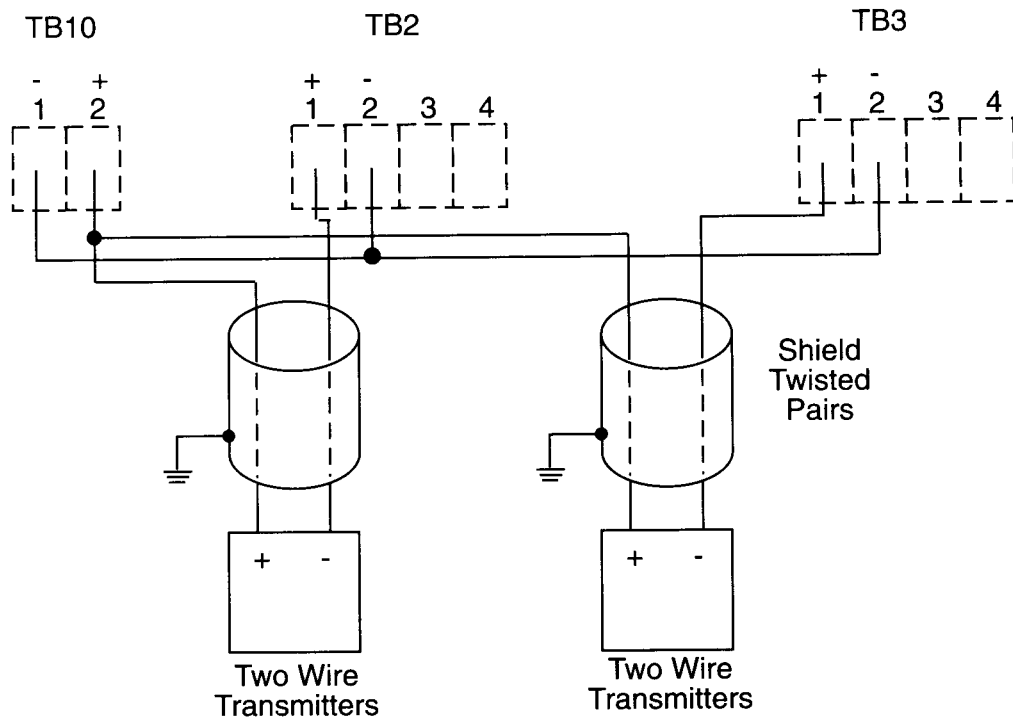 TB10
TB2
TB3
- +
1 2
+ -
1 2 3 4
+ -
1 2 3 4
Shield
Twisted
Pairs
+ -
+ -
Two Wire
Transmitters
Two Wire
Transmitters